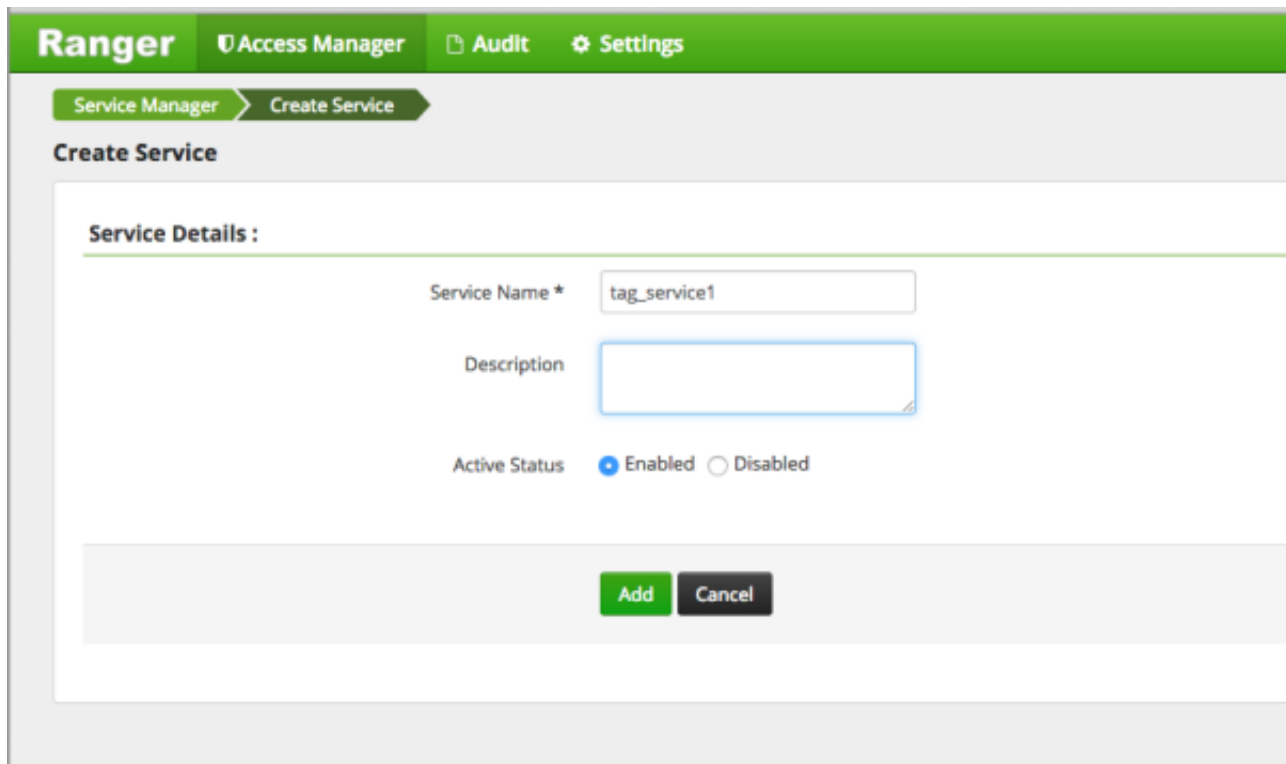 Ranger Access Manager Audit Settings
Service Manager Create Service
Create Service
Service Details :
Service Name * tag_service1
Description
Active Status Enabled Disabled
Add Cancel